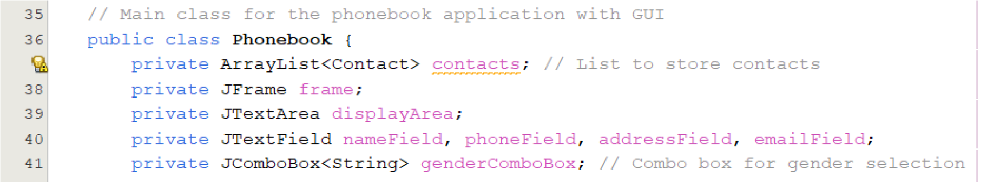 35 // Main class for the phonebook application with GUI
36 public class Phonebook {
private ArrayList<Contact> contacts; // List to store contacts
38 private JFrame frame;
39 private JTextArea displayArea;
40 private JTextField nameField, phoneField, addressField, emailField;
41 private JComboBox<String> genderComboBox; // Combo box for gender selection